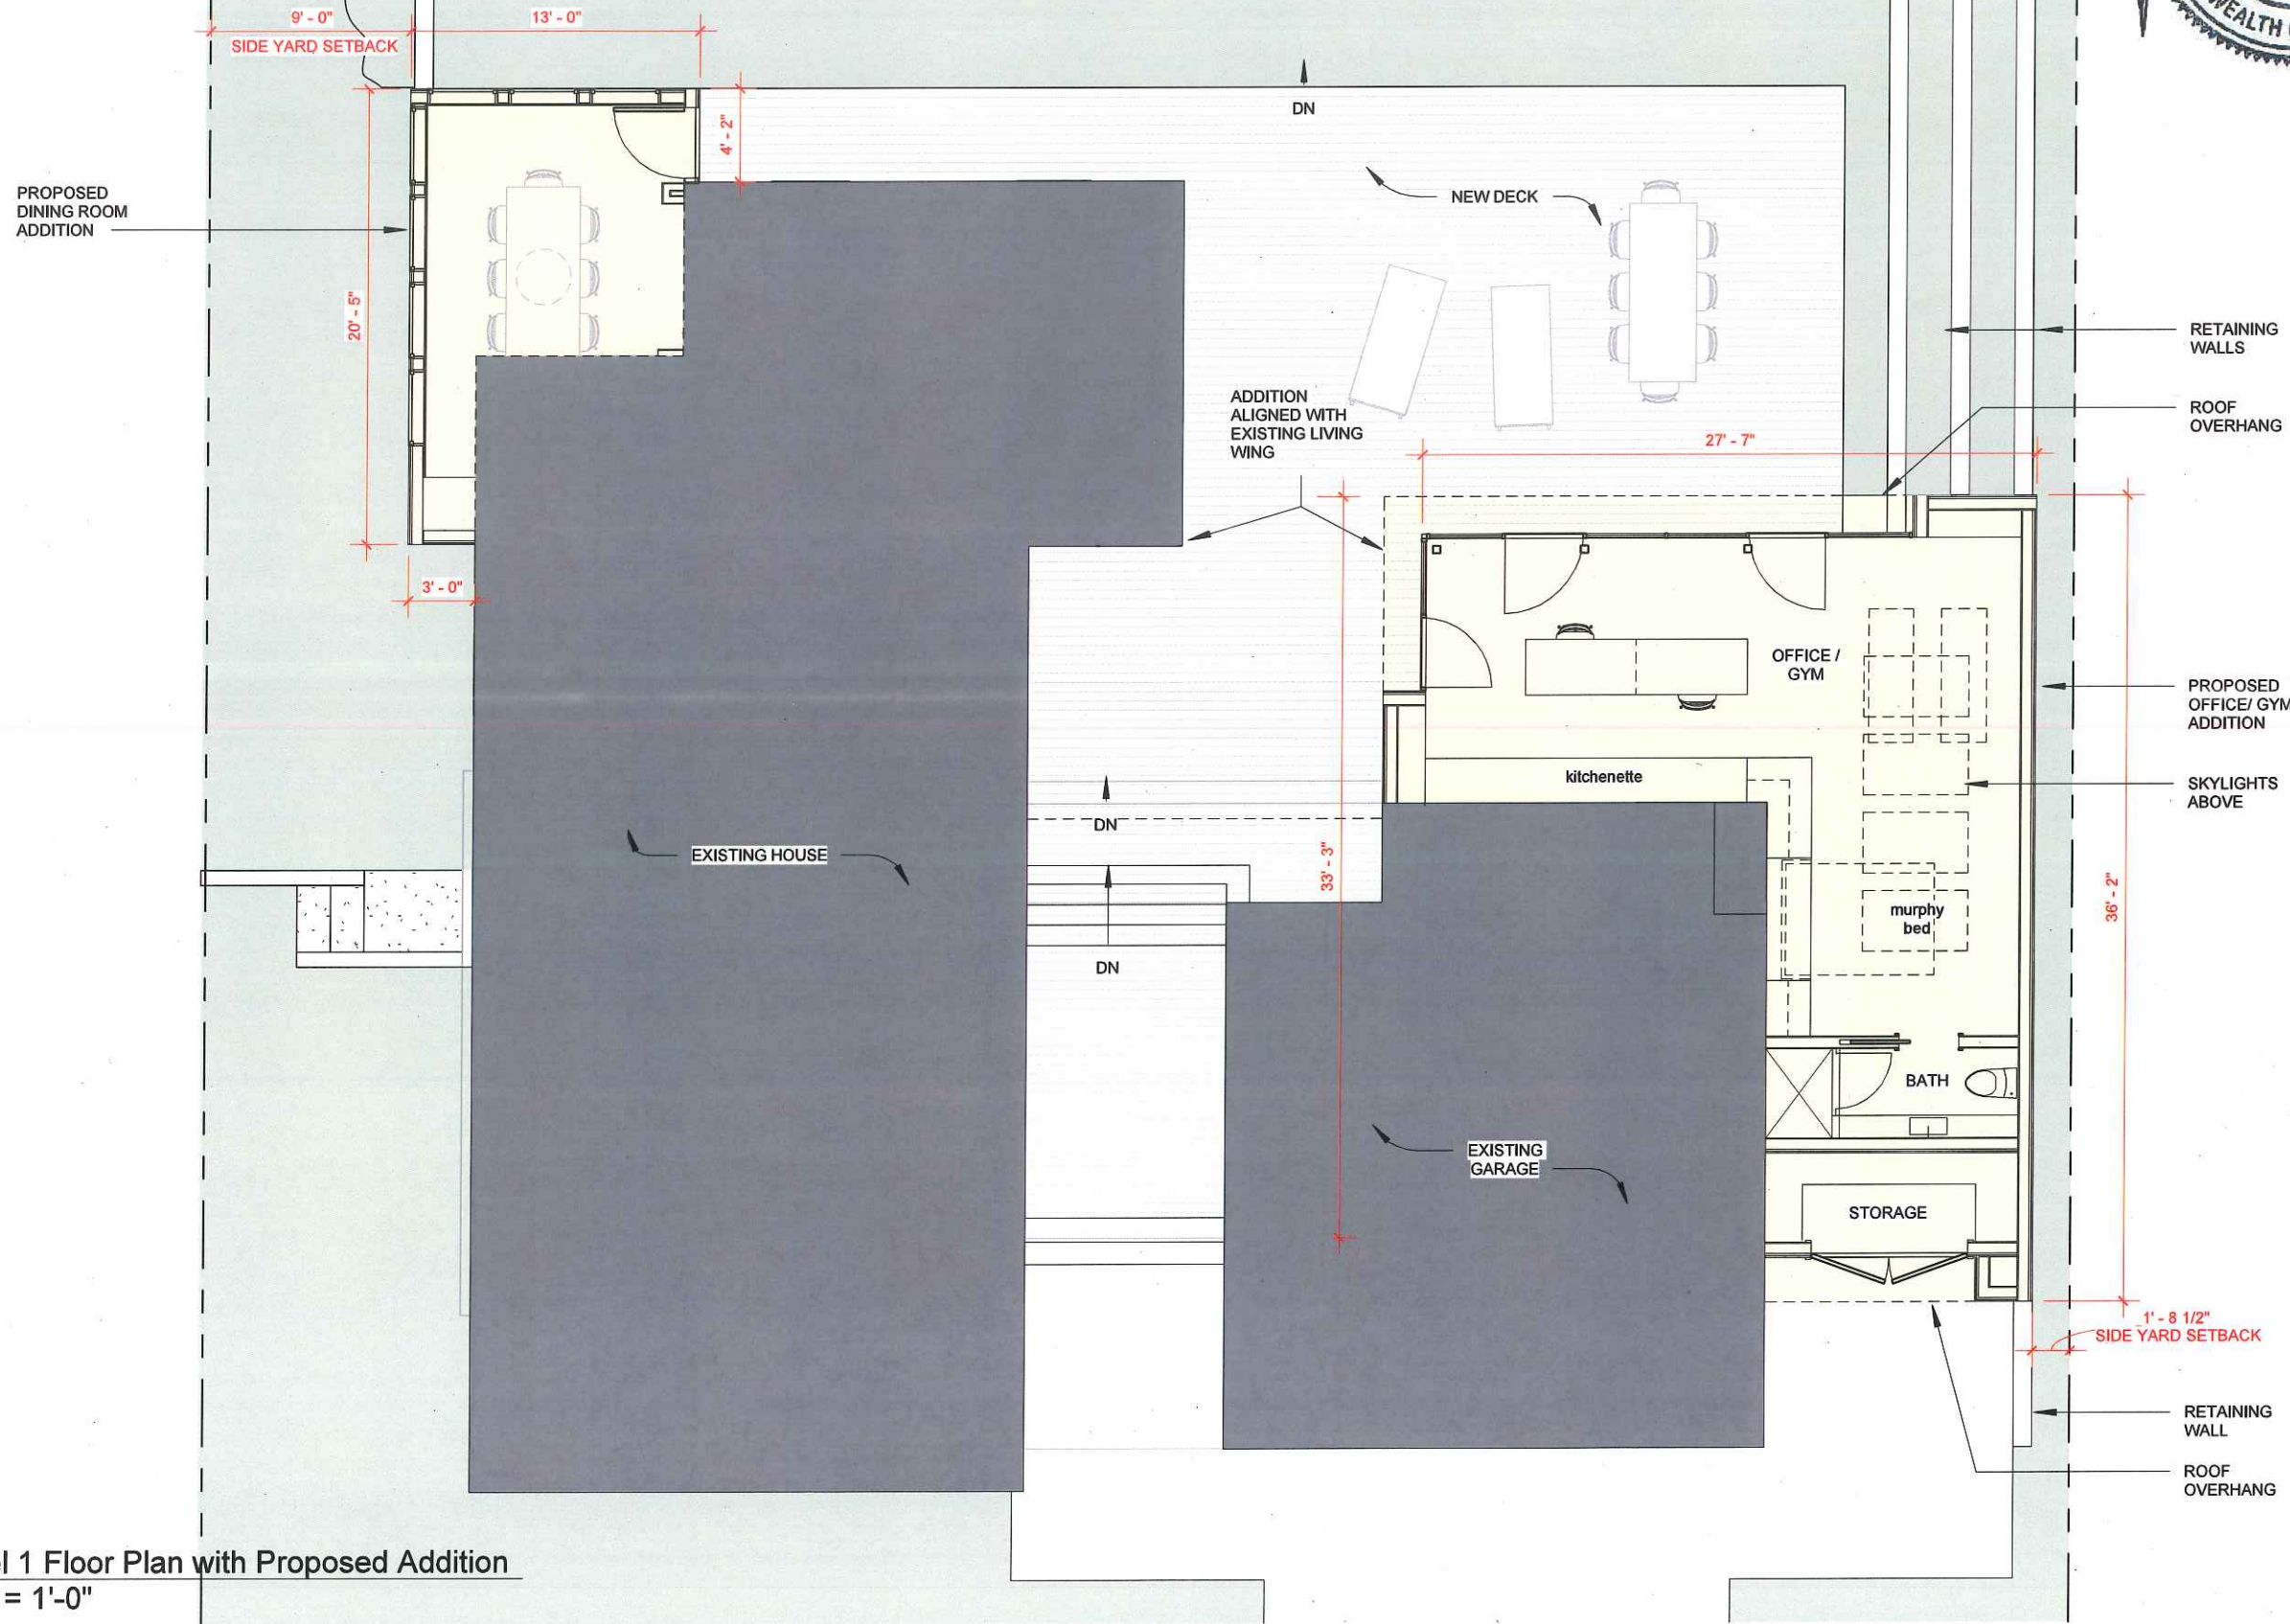 9' - 0"
SIDE YARD SETBACK
13' - 0"
WEALTH
DN
4' - 2"
PROPOSED
DINING ROOM
ADDITION
NEW DECK
20' - 5"
RETAINING
WALLS
ADDITION
ALIGNED WITH
EXISTING LIVING
WING
ROOF
OVERHANG
27' - 7"
3' - 0"
OFFICE /
GYM
PROPOSED
OFFICE/ GYM
ADDITION
kitchenette
SKYLIGHTS
ABOVE
DN
EXISTING HOUSE
33' - 3"
36' - 2"
murphy
bed
DN
BATH
EXISTING
GARAGE
STORAGE
1' - 8 1/2"
SIDE YARD SETBACK
RETAINING
WALL
ROOF
OVERHANG
l 1 Floor Plan with Proposed Addition
= 1'-0"